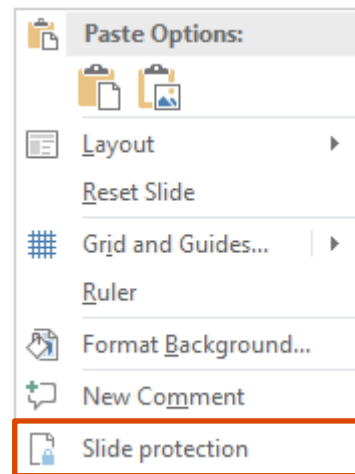 Paste Options:
Layout
Reset Slide
Grid and Guides...
Ruler
Format Background...
New Comment
Slide protection